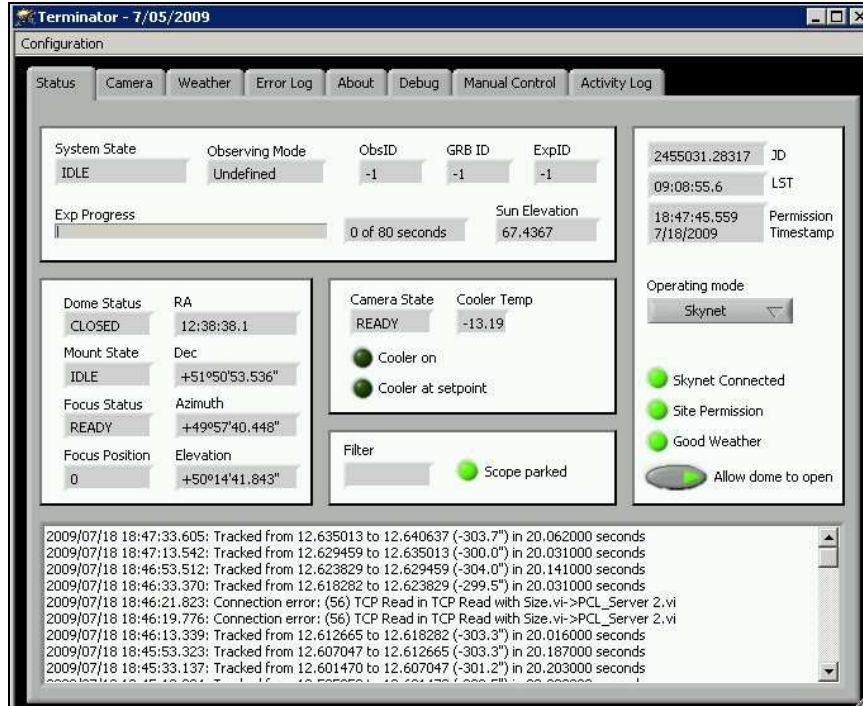 Terminator - 7/05/2009
Configuration
Status Camera Weather Error Log About Debug Manual Control Activity Log
System State Observing Mode ObsID GRB ID ExpID
IDLE Undefined -1 -1 -1
Exp Progress Sun Elevation
0 of 80 seconds 67.4367
2455031.28317 JD
09:08:55.6 LST
18:47:45.559 Permission
7/18/2009 Timestamp
Operating mode
Skynet
Skynet Connected
Site Permission
Good Weather
Allow dome to open
Dome Status RA
CLOSED 12:38:38.1
Mount State Dec
IDLE +51º50'53.536"
Focus Status Azimuth
READY +49º57'40.448"
Focus Position Elevation
0 +50º14'41.843"
Camera State Cooler Temp
READY -13.19
Cooler on
Cooler at setpoint
Filter
Scope parked
2009/07/18 18:47:33.605: Tracked from 12.635013 to 12.640637 (-303.7") in 20.062000 seconds
2009/07/18 18:47:13.542: Tracked from 12.629459 to 12.635013 (-300.0") in 20.031000 seconds
2009/07/18 18:46:53.512: Tracked from 12.623829 to 12.629459 (-304.0") in 20.141000 seconds
2009/07/18 18:46:33.370: Tracked from 12.618282 to 12.623829 (-299.5") in 20.031000 seconds
2009/07/18 18:46:21.823: Connection error: (56) TCP Read in TCP Read with Size.vi->PCL_Server 2.vi
2009/07/18 18:46:19.776: Connection error: (56) TCP Read in TCP Read with Size.vi->PCL_Server 2.vi
2009/07/18 18:46:13.339: Tracked from 12.612665 to 12.618282 (-303.3") in 20.016000 seconds
2009/07/18 18:45:53.323: Tracked from 12.607047 to 12.612665 (-303.3") in 20.187000 seconds
2009/07/18 18:45:33.137: Tracked from 12.601470 to 12.607047 (-301.2") in 20.203000 seconds